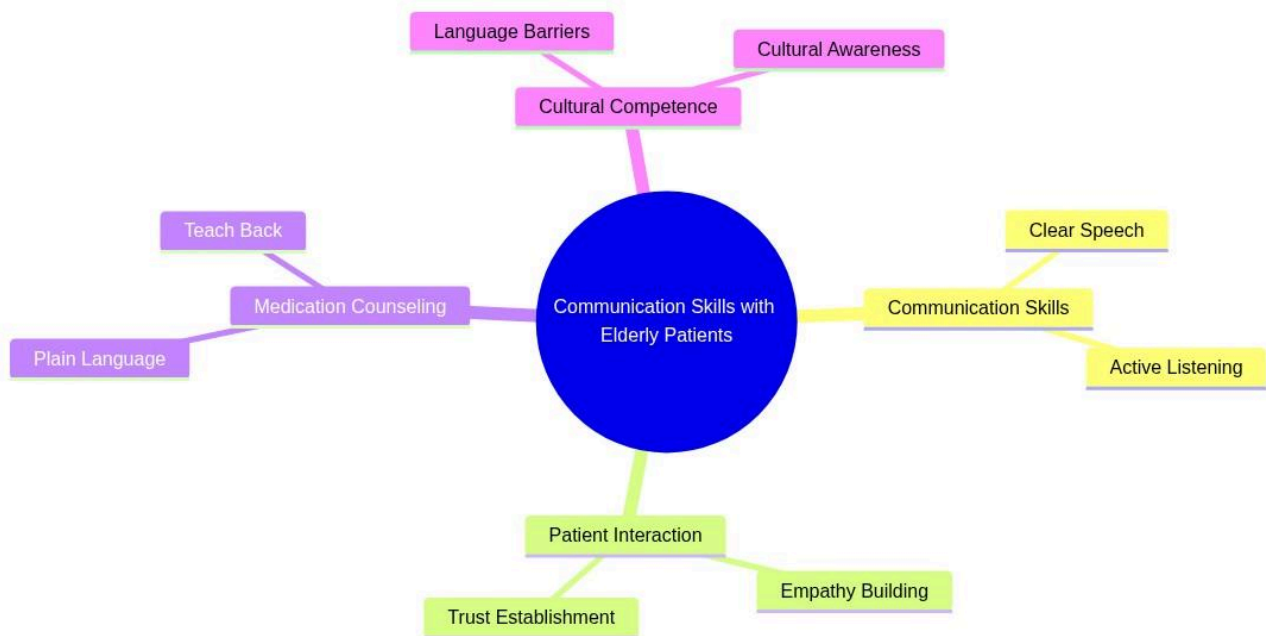 Language Barriers
Cultural Awareness
Cultural Competence
Teach Back
Clear Speech
Medication Counseling
Communication Skills with
Elderly Patients
Communication Skills
Plain Language
Active Listening
Patient Interaction
Empathy Building
Trust Establishment